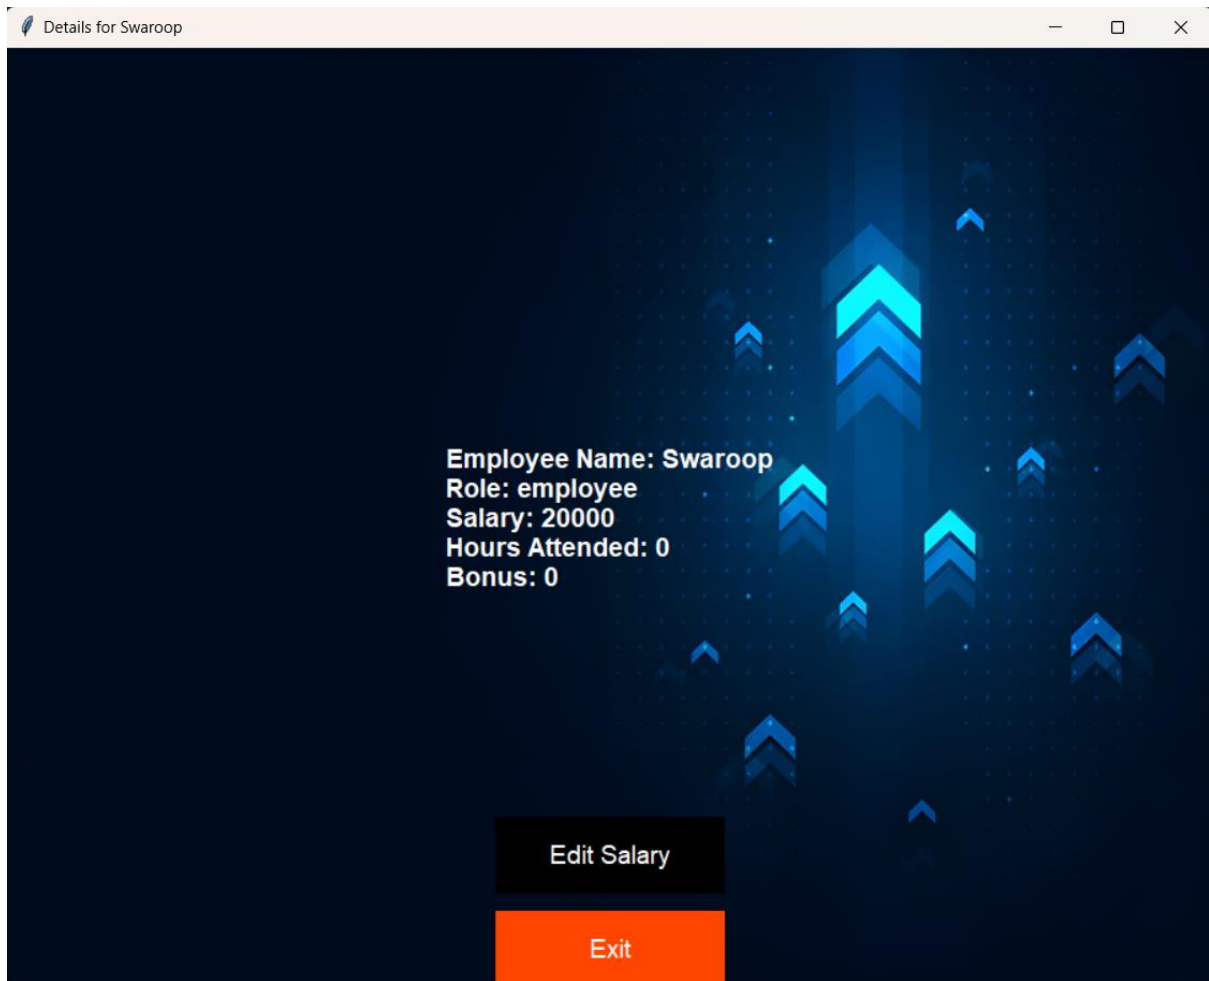 Details for Swaroop
Employee Name: Swaroop
Role: employee
Salary: 20000
Hours Attended: 0
Bonus: 0
Edit Salary
Exit